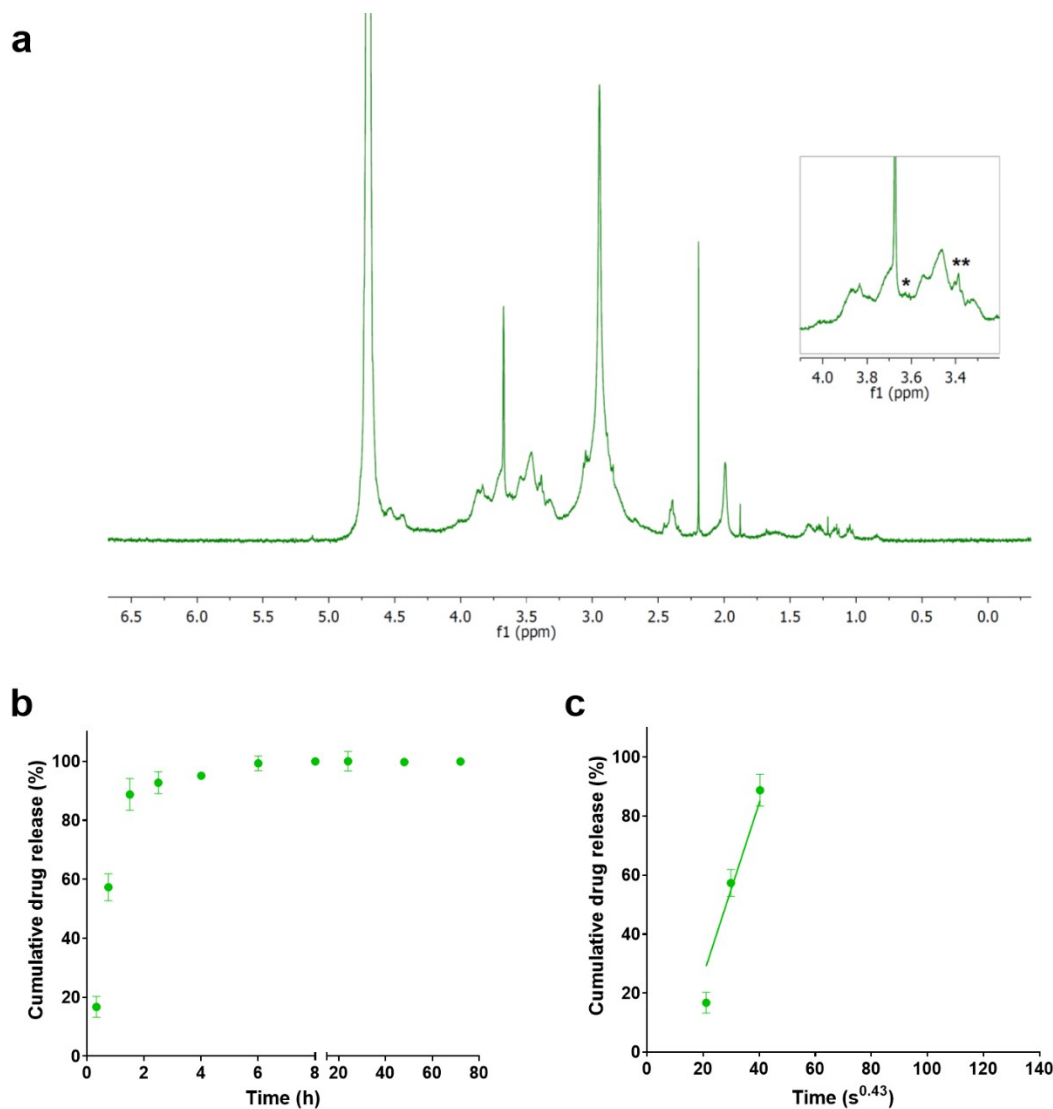 a
*
**
4.0 3.8 3.6 3.4
f1 (ppm)
6.5 6.0 5.5 5.0 4.5 4.0 3.5 3.0 2.5 2.0 1.5 1.0 0.5 0.0
f1 (ppm)
b
Cumulative drug release (%)
100
80
60
40
20
0
0 2 4 6 8 20 40 60 80
Time (h)
c
Cumulative drug release (%)
100
80
60
40
20
0
0 20 40 60 80 100 120 140
Time (s^0.43)